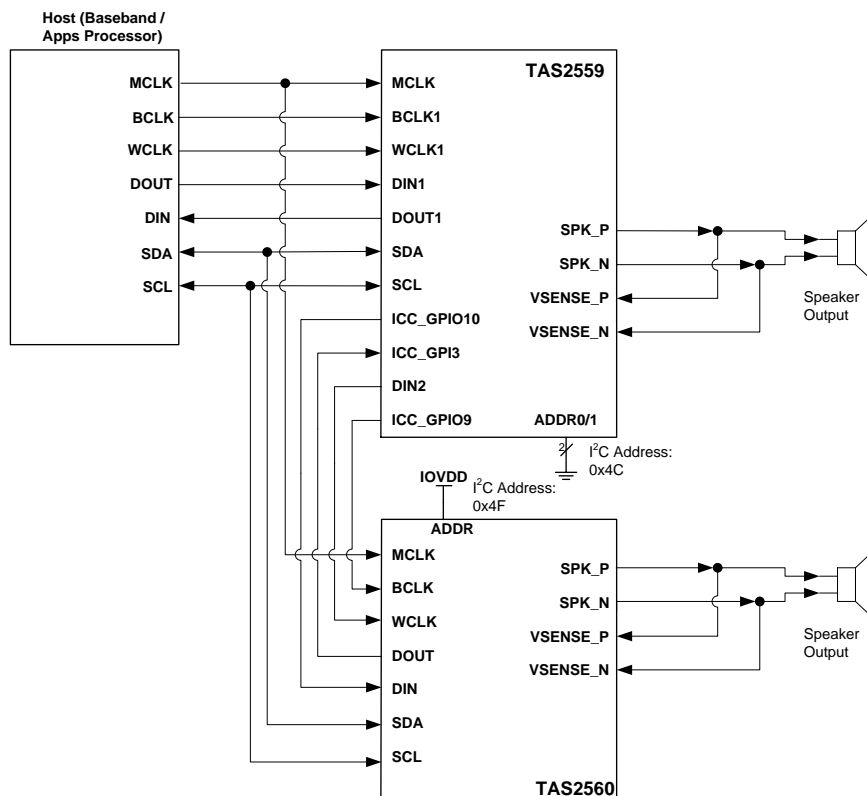 Host (Baseband /
Apps Processor)
MCLK
BCLK
WCLK
DOUT
DIN
SDA
SCL
TAS2559
MCLK
BCLK1
WCLK1
DIN1
DOUT1
SDA
SCL
ICC_GPIO10
ICC_GPI3
DIN2
ICC_GPIO9
SPK_P
SPK_N
VSENSE_P
VSENSE_N
ADDR0/1
Speaker
Output
2
I2C Address:
0x4C
IOVDD
I2C Address:
0x4F
ADDR
MCLK
BCLK
WCLK
DOUT
DIN
SDA
SCL
SPK_P
SPK_N
VSENSE_P
VSENSE_N
Speaker
Output
TAS2560